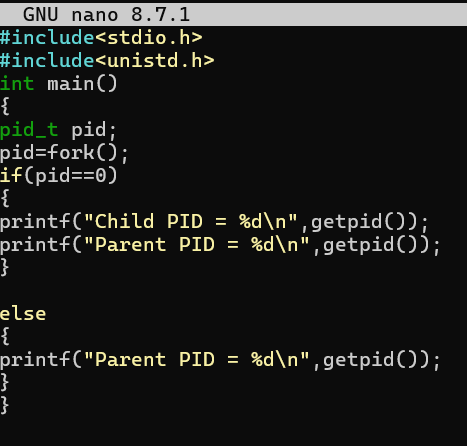 GNU nano 8.7.1
#include<stdio.h>
#include<unistd.h>
int main()
{
pid_t pid;
pid=fork();
if(pid==0)
{
printf("Child PID = %d\n",getpid());
printf("Parent PID = %d\n",getpid());
}
else
{
printf("Parent PID = %d\n",getpid());
}
}